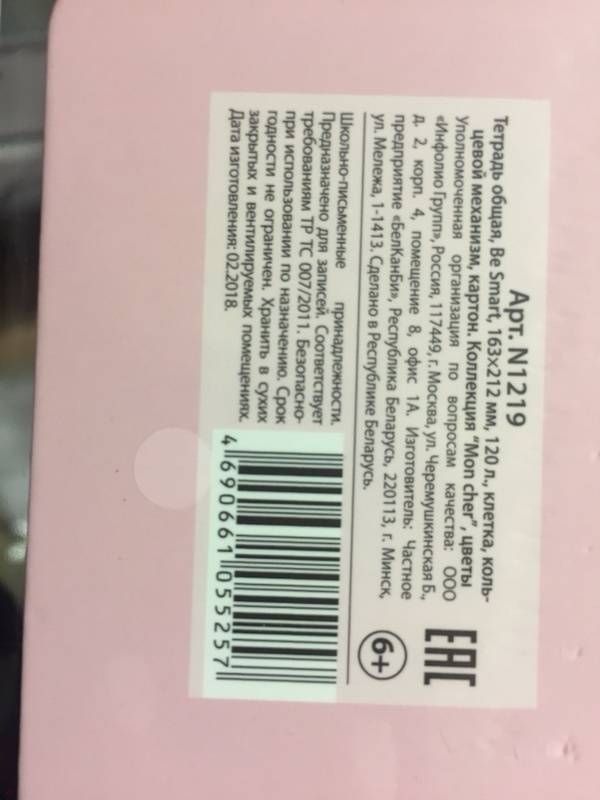 Арт. N1219
Тетрадь общая, Be Smart, 163x212 мм, 120 л., клетка, коль-
цевой механизм, картон. Коллекция "Mon cher", цветы
Уполномоченная организация по вопросам качества: ООО
«Инфолио Групп», Россия, 117449, г. Москва, ул. Черемушкинская Б.,
д. 2, корп. 4, помещение 8, офис 1А. Изготовитель: Частное
предприятие «БелКанБи», Республика Беларусь, 220113, г. Минск,
ул. Мележа, 1-1413. Сделано в Республике Беларусь.
EAC
6+
Школьно-письменные принадлежности.
Предназначено для записей. Соответствует
требованиям ТР ТС 007/2011. Безопасно-
при использовании по назначению. Срок
годности не ограничен. Хранить в сухих
закрытых и вентилируемых помещениях.
Дата изготовления: 02.2018.
4 690661 055257